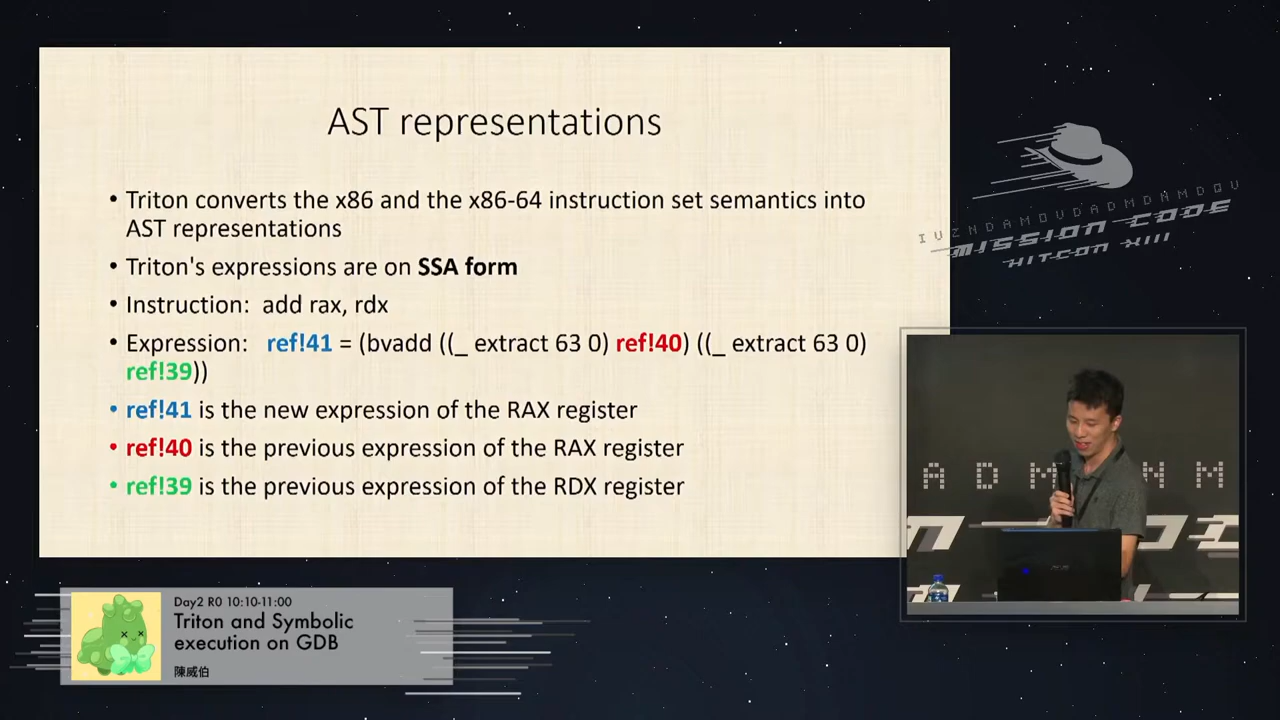 AST representations
• Triton converts the x86 and the x86-64 instruction set semantics into
AST representations
• Triton's expressions are on SSA form
• Instruction: add rax, rdx
• Expression: ref!41 = (bvadd ((_ extract 63 0) ref!40) ((_ extract 63 0)
ref!39))
• ref!41 is the new expression of the RAX register
• ref!40 is the previous expression of the RAX register
• ref!39 is the previous expression of the RDX register
IVZNDAMOVDADMDNMDQV
MISSION CODE
HITCON XIII
ADM NM
Day2 R0 10:10-11:00
Triton and Symbolic
execution on GDB
陳威伯